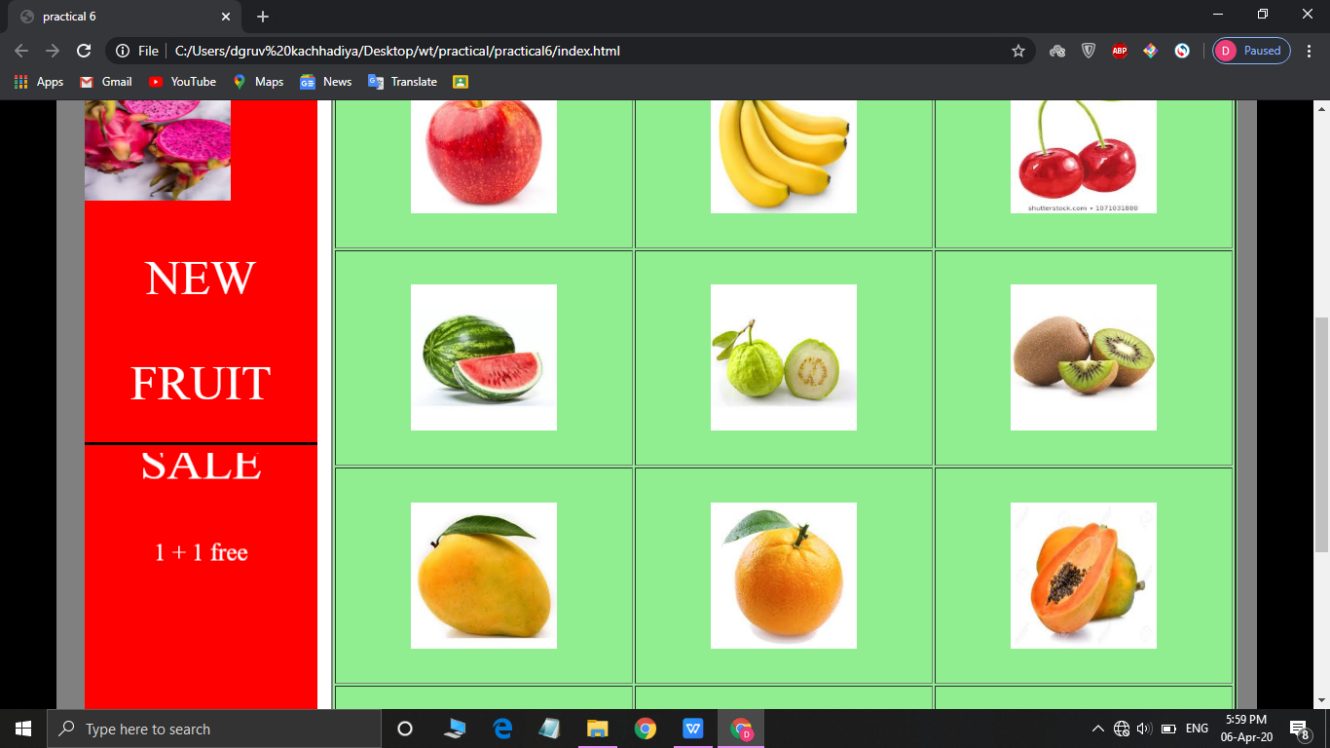 practical 6
File
C:/Users/dgruv%20kachhadiya/Desktop/wt/practical/practical6/index.html
ABP
D Paused
Apps Gmail YouTube Maps News Translate
shutterstock.com • 1071031880
NEW
FRUIT
SALE
1 + 1 free
Type here to search
ENG
5:59 PM
06-Apr-20
8